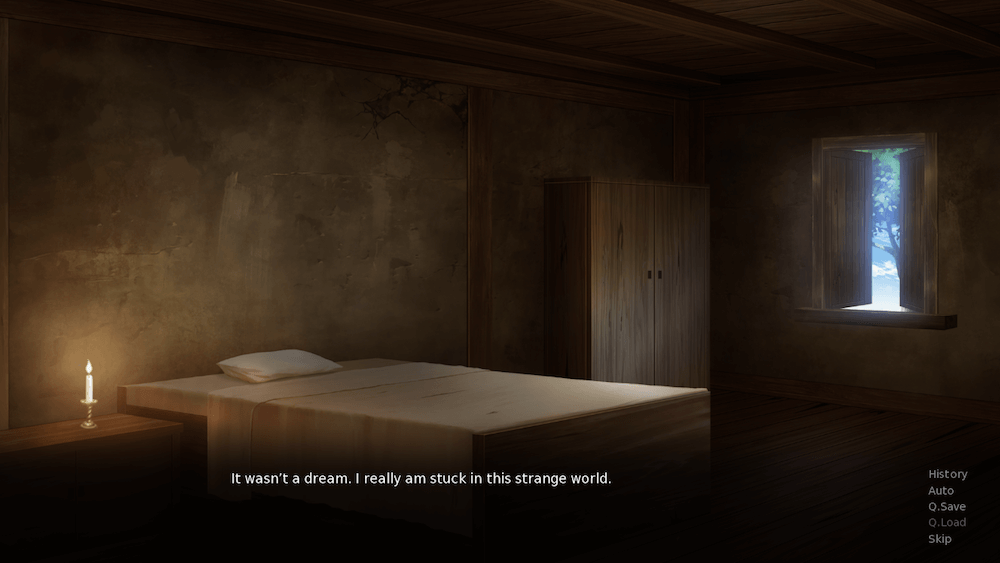 It wasn't a dream. I really am stuck in this strange world.
History
Auto
Q.Save
Q.Load
Skip